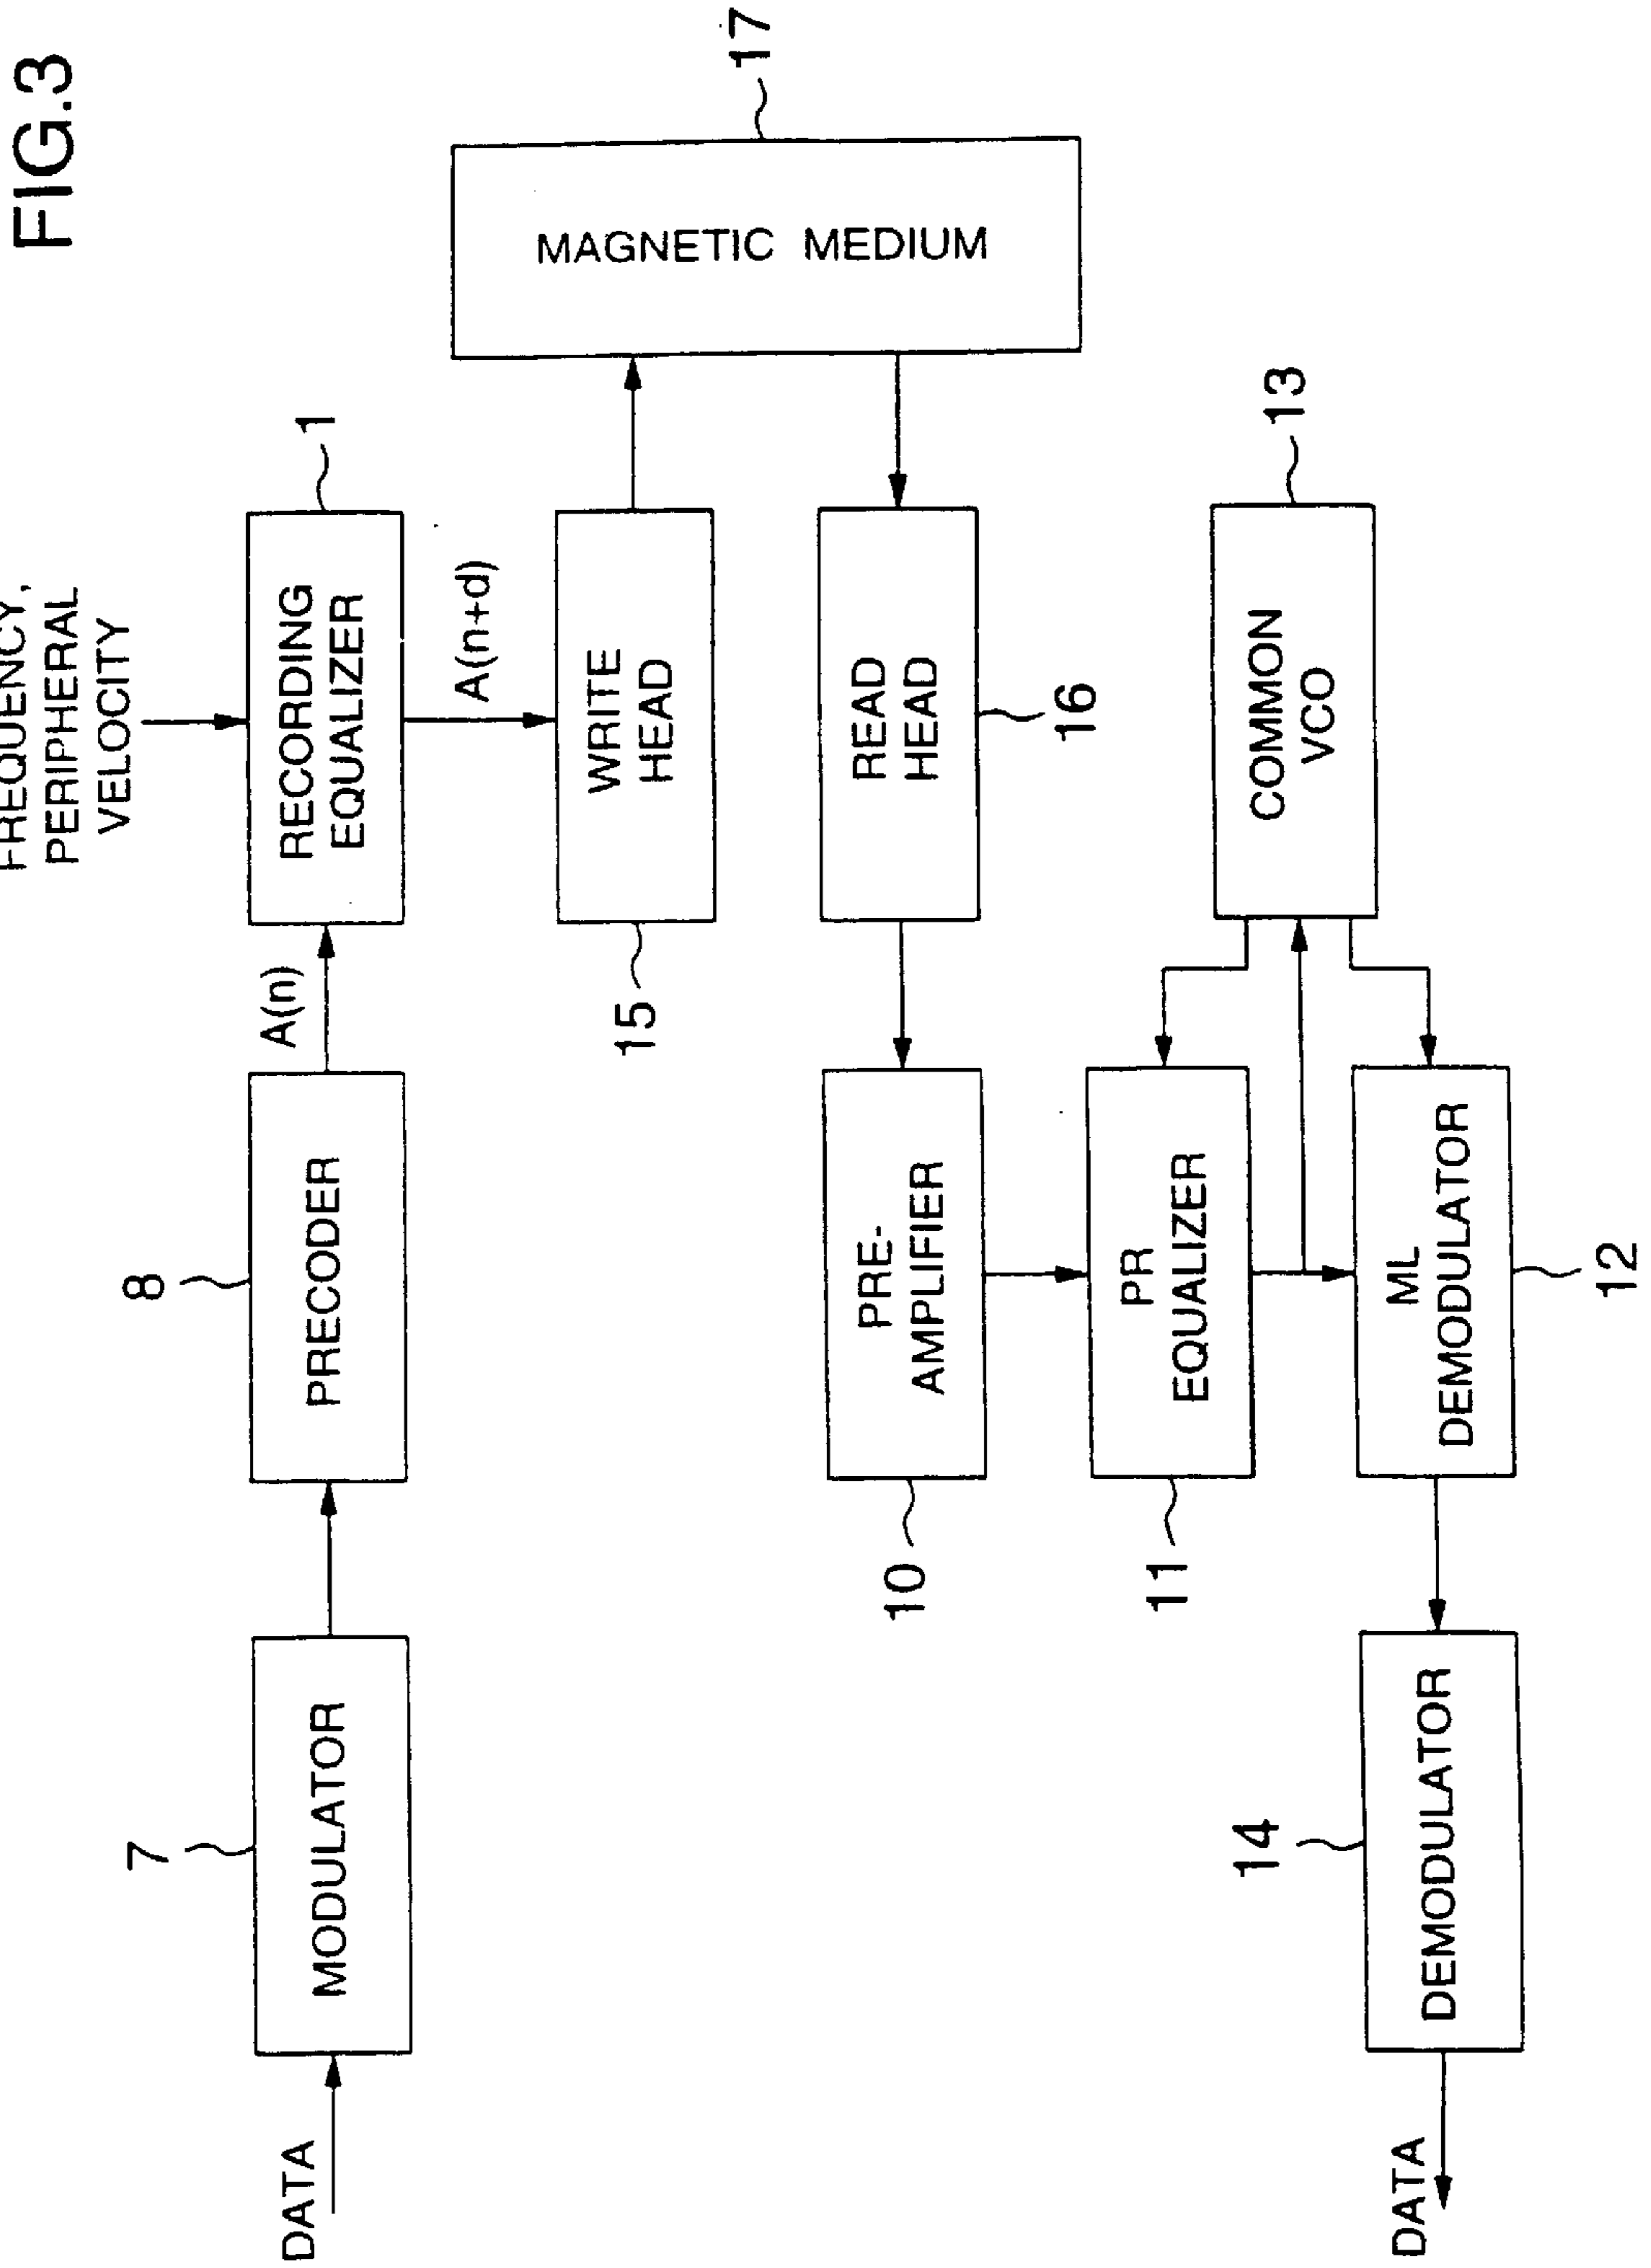 FIG.3
FREQUENCY,
PERIPHERAL
VELOCITY
DATA
7
MODULATOR
8
PRECODER
A(n)
1
RECORDING
EQUALIZER
A(n+d)
15
WRITE
HEAD
17
MAGNETIC MEDIUM
READ
HEAD
16
10
PRE-
AMPLIFIER
11
PR
EQUALIZER
13
COMMON
VCO
ML
DEMODULATOR
12
14
DEMODULATOR
DATA